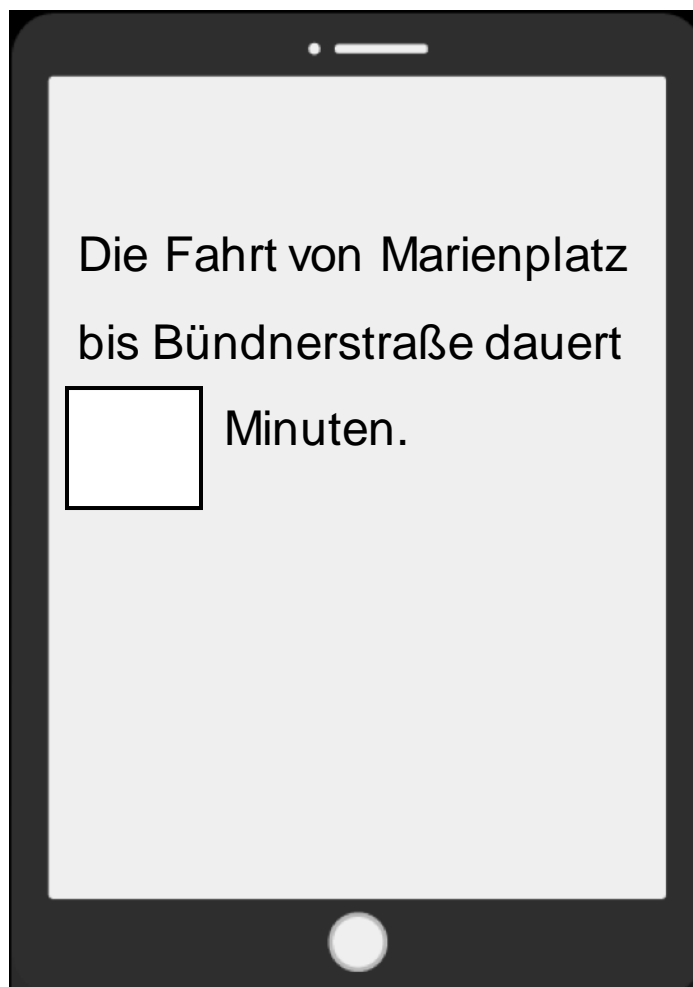 Die Fahrt von Marienplatz
bis Bündnerstraße dauert
Minuten.